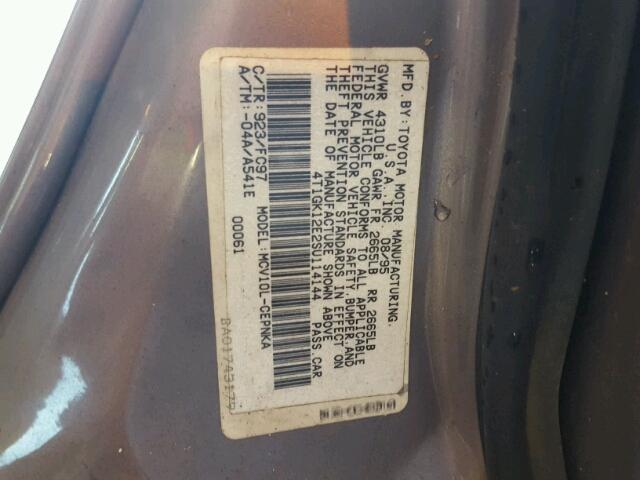 MFD. BY: TOYOTA MOTOR MANUFACTURING.
U.S.A., INC. 08/95
GVWR 4310LB GAWR FR 2665LB RR 2665LB
THIS VEHICLE CONFORMS TO ALL APPLICABLE
FEDERAL MOTOR VEHICLE SAFETY, BUMPER, AND
THEFT PREVENTION STANDARDS IN EFFECT ON
THE DATE OF MANUFACTURE SHOWN ABOVE
4T1GK12E2SU114144 PASS.CAR
C/TR: 923/FC97 MODEL: MCV10L-CEPNKA
A/TM: -04A/A541E 00061
BA017A317B